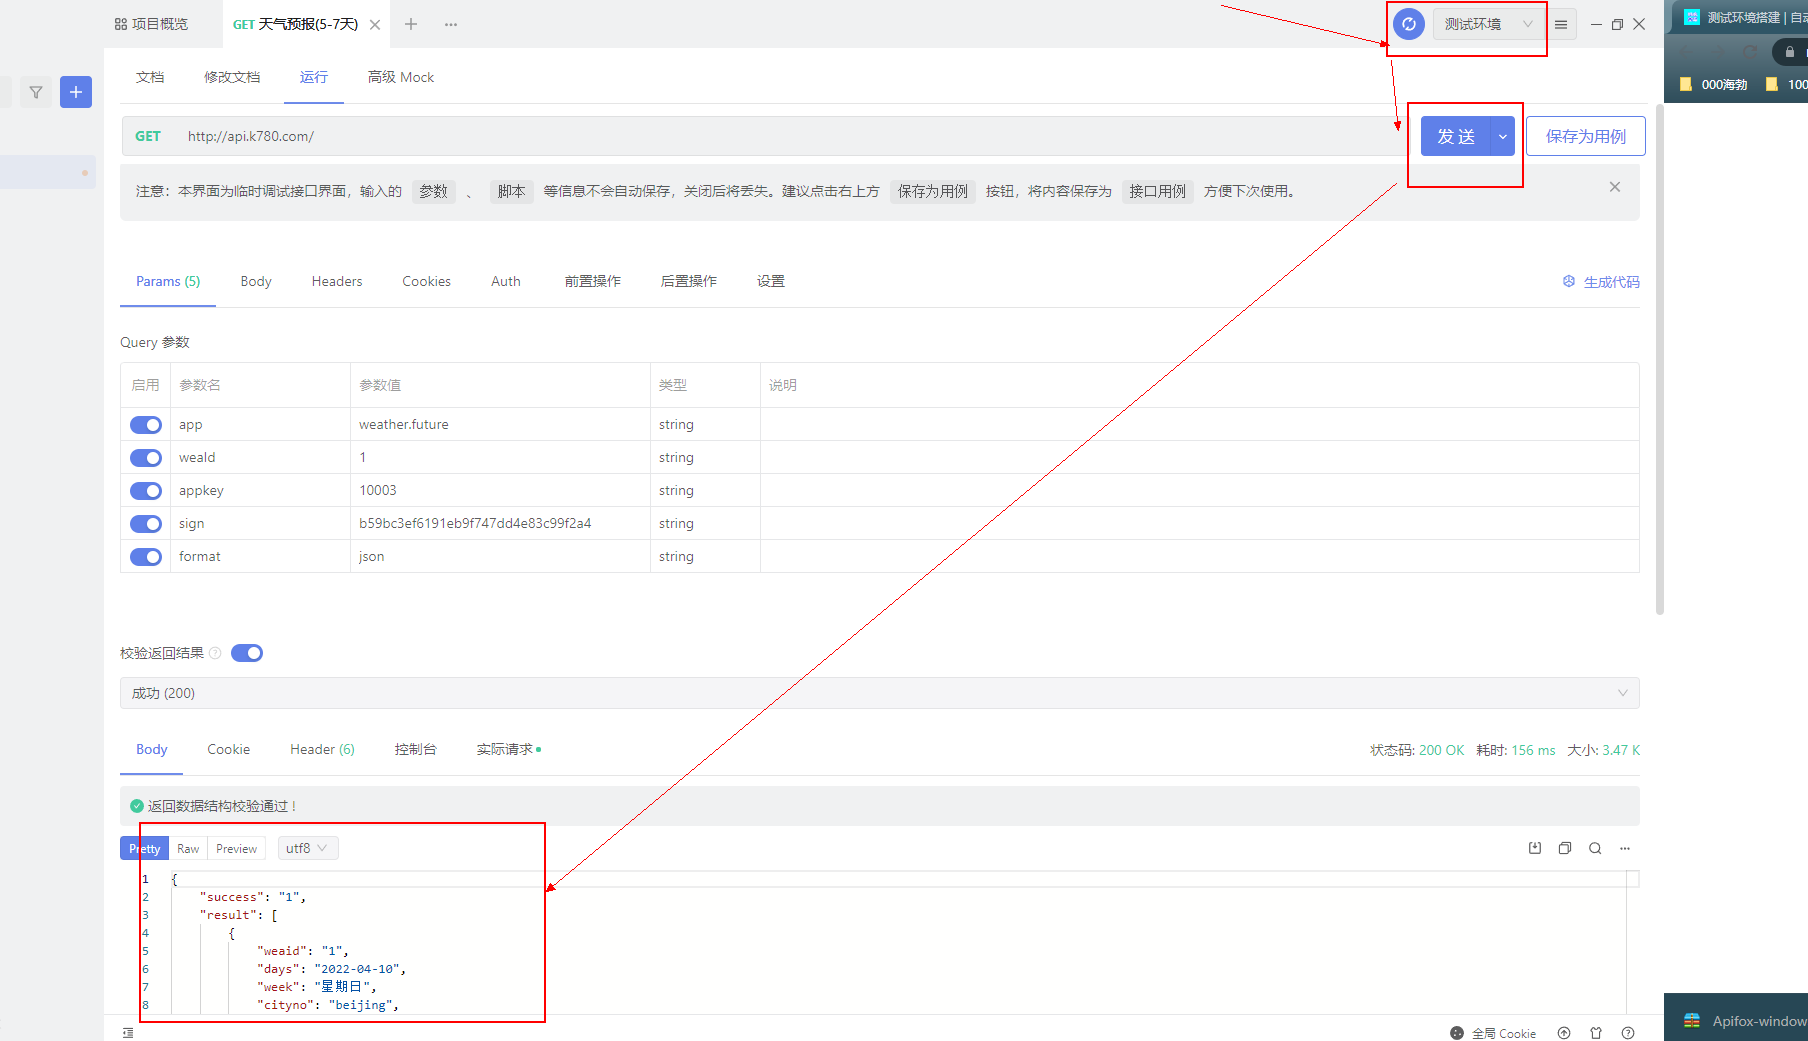 项目概览
GET 天气预报(5-7天)
测试环境
测试环境搭建 | 自动
文档
修改文档
运行
高级 Mock
000海勃
100
GET
http://api.k780.com/
发 送
保存为用例
注意：本界面为临时调试接口界面，输入的 参数 、 脚本 等信息不会自动保存，关闭后将丢失。建议点击右上方 保存为用例 按钮，将内容保存为 接口用例 方便下次使用。
Params (5)
Body
Headers
Cookies
Auth
前置操作
后置操作
设置
生成代码
Query 参数
启用 参数名 参数值 类型 说明
app weather.future string
weaId 1 string
appkey 10003 string
sign b59bc3ef6191eb9f747dd4e83c99f2a4 string
format json string
校验返回结果
成功 (200)
Body
Cookie
Header (6)
控制台
实际请求
状态码: 200 OK 耗时: 156 ms 大小: 3.47 K
返回数据结构校验通过！
Pretty
Raw
Preview
utf8
1 {
2 "success": "1",
3 "result": [
4 {
5 "weaid": "1",
6 "days": "2022-04-10",
7 "week": "星期日",
8 "cityno": "beijing",
全局 Cookie
Apifox-window